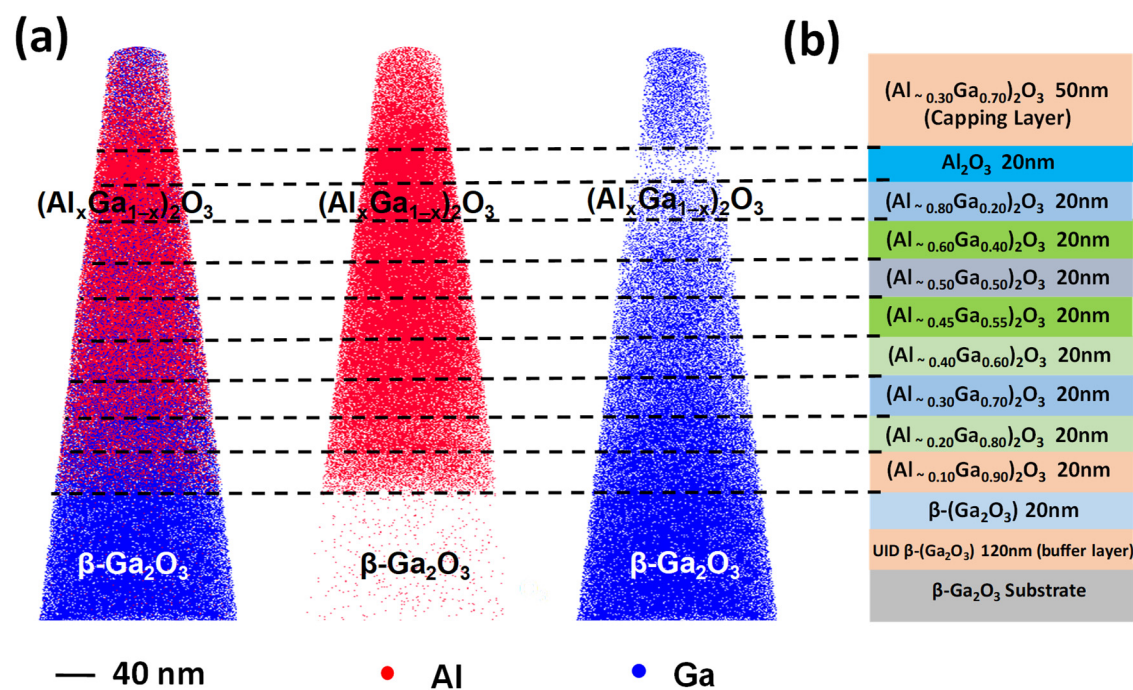 (a)
(b)
(AlₓGa₁₋ₓ)₂O₃
(AlₓGa₁₋ₓ)₂O₃
(AlₓGa₁₋ₓ)₂O₃
β-Ga₂O₃
β-Ga₂O₃
β-Ga₂O₃
40 nm
Al
Ga
(Al ~ 0.30Ga0.70)₂O₃ 50nm
(Capping Layer)
Al₂O₃ 20nm
(Al ~ 0.80Ga0.20)₂O₃ 20nm
(Al ~ 0.60Ga0.40)₂O₃ 20nm
(Al ~ 0.50Ga0.50)₂O₃ 20nm
(Al ~ 0.45Ga0.55)₂O₃ 20nm
(Al ~ 0.40Ga0.60)₂O₃ 20nm
(Al ~ 0.30Ga0.70)₂O₃ 20nm
(Al ~ 0.20Ga0.80)₂O₃ 20nm
(Al ~ 0.10Ga0.90)₂O₃ 20nm
β-(Ga₂O₃) 20nm
UID β-(Ga₂O₃) 120nm (buffer layer)
β-Ga₂O₃ Substrate